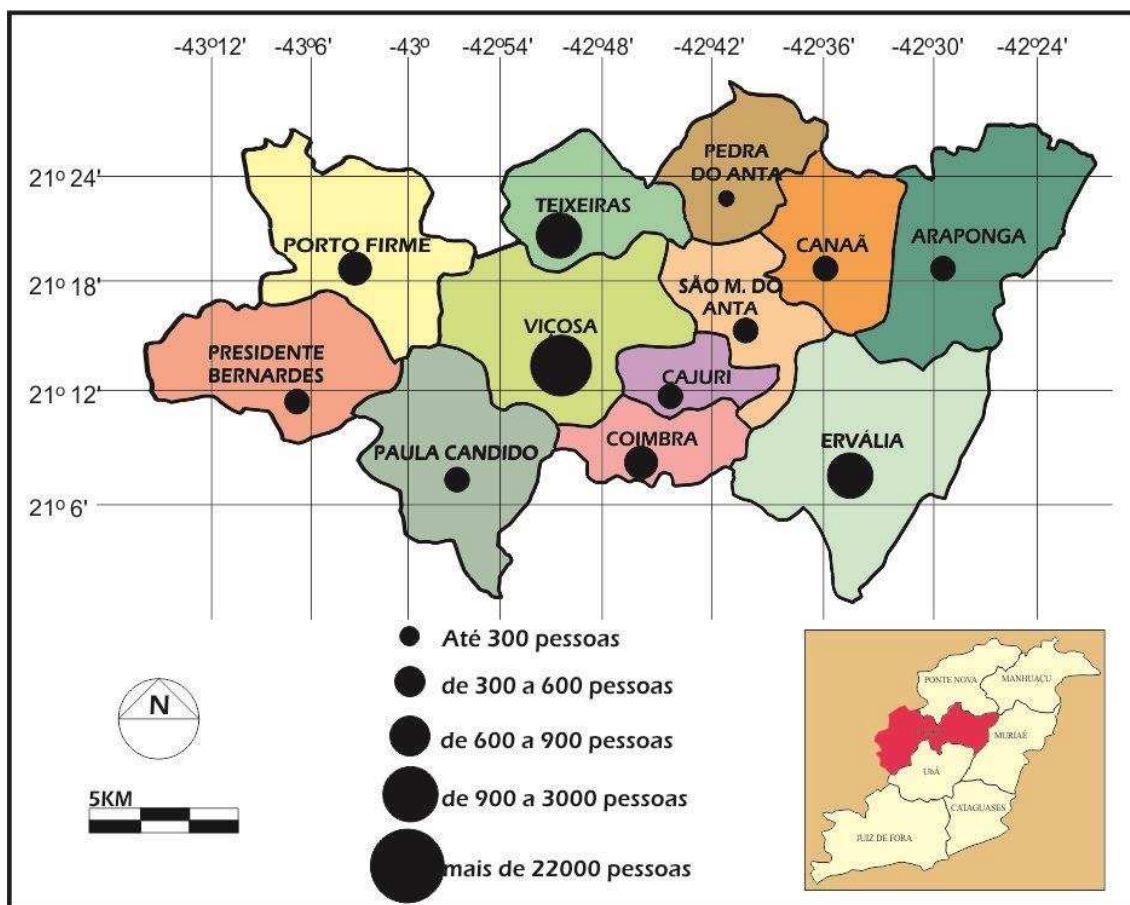 -43º12' -43º6' -43º -42º54' -42º48' -42º42' -42º36' -42º30' -42º24'
21º 24'
21º 18'
21º 12'
21º 6'
PEDRA
DO ANTA
TEIXEIRAS
PORTO FIRME
CANAÃ
ARAPONGA
SÃO M. DO
ANTA
VIÇOSA
PRESIDENTE
BERNARDES
CAJURI
PAULA CANDIDO
COIMBRA
ERVÁLIA
Até 300 pessoas
de 300 a 600 pessoas
de 600 a 900 pessoas
de 900 a 3000 pessoas
mais de 22000 pessoas
N
5KM
PONTE NOVA
MANHUAÇU
MURIAÉ
UBÁ
CATAGUASES
JUIZ DE FORA